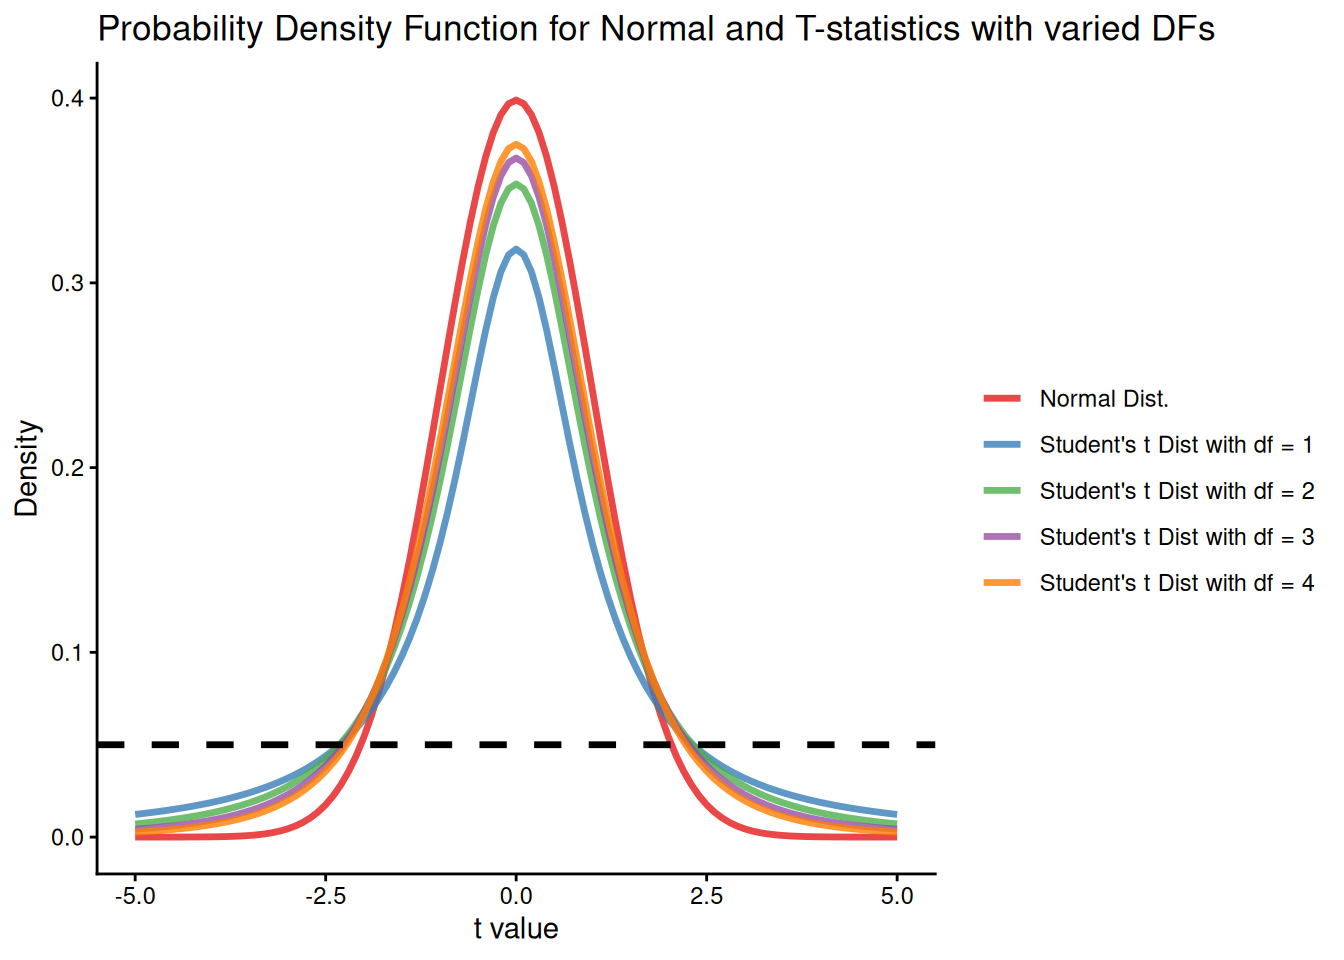 Probability Density Function for Normal and T-statistics with varied DFs
0.4
0.3
0.2
0.1
0.0
Density
-5.0
-2.5
0.0
2.5
5.0
t value
Normal Dist.
Student's t Dist with df = 1
Student's t Dist with df = 2
Student's t Dist with df = 3
Student's t Dist with df = 4